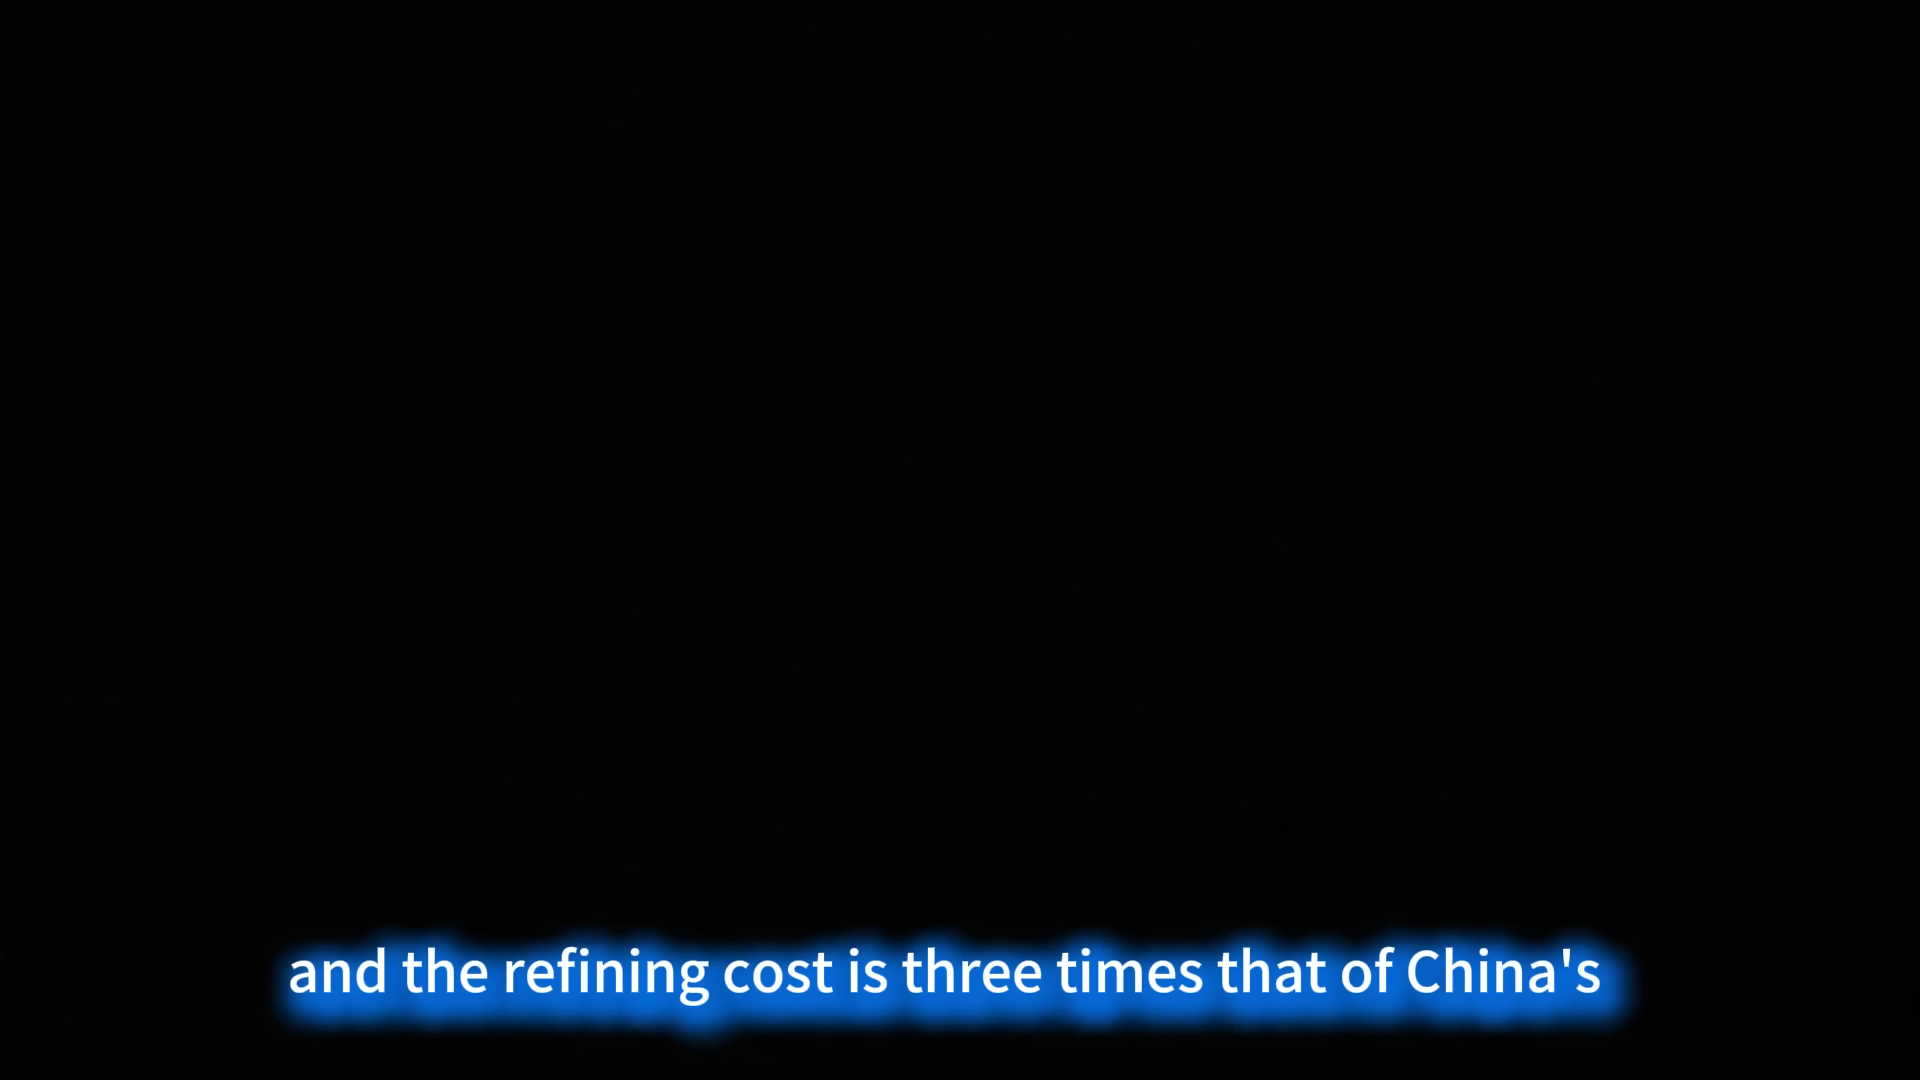 and the refining cost is three times that of China's